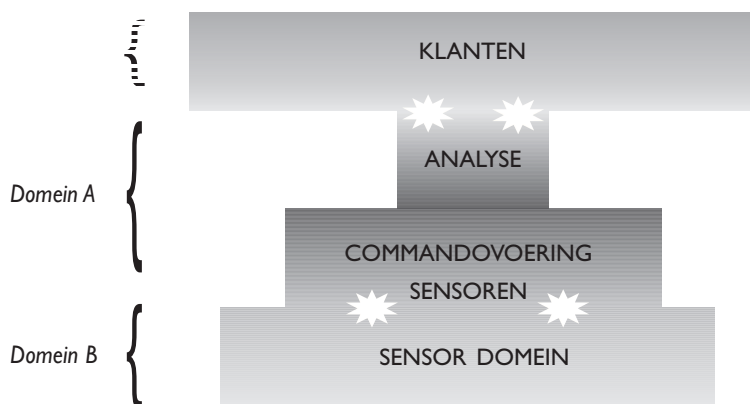 KLANTEN
ANALYSE
Domein A
COMMANDOVOERING
SENSOREN
Domein B
SENSOR DOMEIN